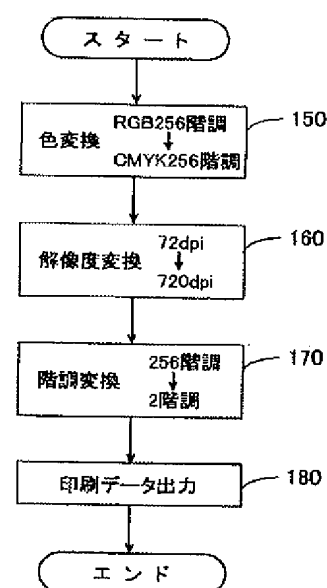 スタート
RGB256階調
150
色変換
↓
CMYK256階調
72dpi
160
解像度変換
↓
720dpi
256階調
170
階調変換
↓
2階調
印刷データ出力
180
エンド